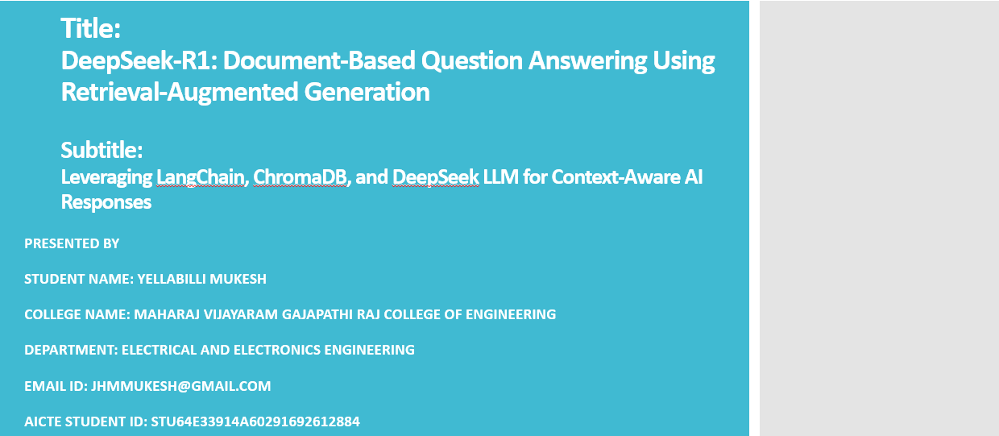 Title:
DeepSeek-R1: Document-Based Question Answering Using
Retrieval-Augmented Generation
Subtitle:
Leveraging LangChain, ChromaDB, and DeepSeek LLM for Context-Aware AI
Responses
PRESENTED BY
STUDENT NAME: YELLABILLI MUKESH
COLLEGE NAME: MAHARAJ VIJAYARAM GAJAPATHI RAJ COLLEGE OF ENGINEERING
DEPARTMENT: ELECTRICAL AND ELECTRONICS ENGINEERING
EMAIL ID: JHMMUKESH@GMAIL.COM
AICTE STUDENT ID: STU64E33914A60291692612884